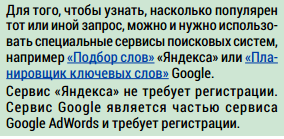 Для того, чтобы узнать, насколько популярен
тот или иной запрос, можно и нужно использо-
вать специальные сервисы поисковых систем,
например «Подбор слов» «Яндекса» или «Пла-
нировщик ключевых слов» Google.
Сервис «Яндекса» не требует регистрации.
Сервис Google является частью сервиса
Google AdWords и требует регистрации.